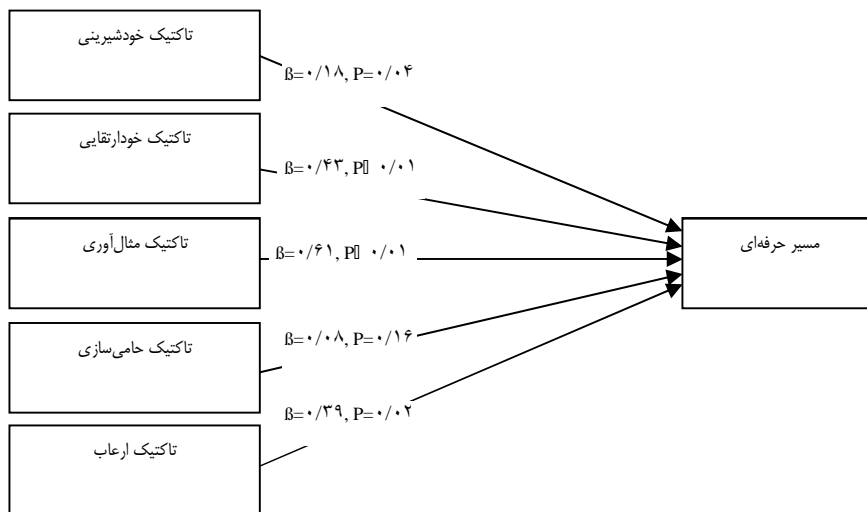 تاکتیک خودشیرینی
ß=۰/۱۸, P=۰/۰۴
تاکتیک خودارتقایی
ß=۰/۴۳, P▯ ۰/۰۱
تاکتیک مثال‌آوری
ß=۰/۶۱, P▯ ۰/۰۱
مسیر حرفه‌ای
تاکتیک حامی‌سازی
ß=۰/۰۸, P=۰/۱۶
ß=۰/۳۹, P=۰/۰۲
تاکتیک ارعاب